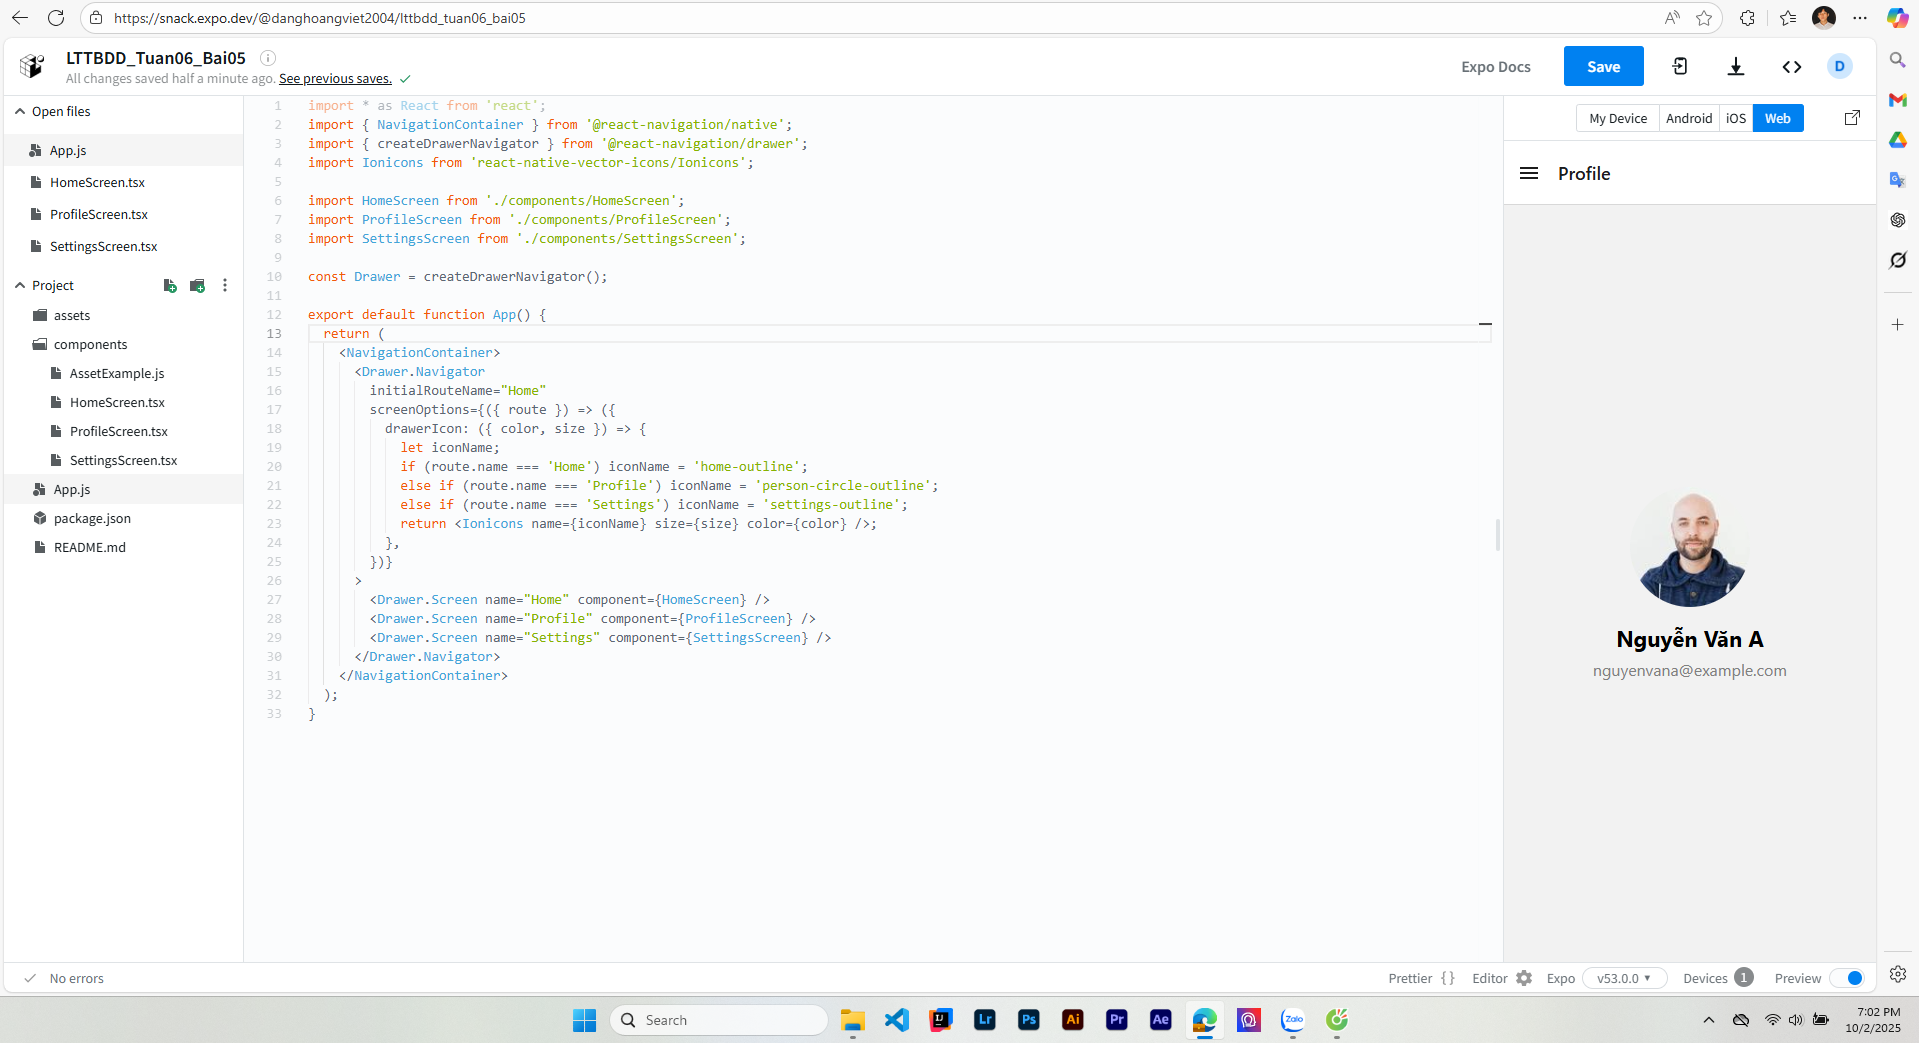 https://snack.expo.dev/@danghoangviet2004/lttbdd_tuan06_bai05
LTTBDD_Tuan06_Bai05
All changes saved half a minute ago. See previous saves.
Expo Docs
Save
D
Open files
App.js
HomeScreen.tsx
ProfileScreen.tsx
SettingsScreen.tsx
Project
assets
components
AssetExample.js
HomeScreen.tsx
ProfileScreen.tsx
SettingsScreen.tsx
App.js
package.json
README.md
1 import * as React from 'react';
2 import { NavigationContainer } from '@react-navigation/native';
3 import { createDrawerNavigator } from '@react-navigation/drawer';
4 import Ionicons from 'react-native-vector-icons/Ionicons';
5
6 import HomeScreen from './components/HomeScreen';
7 import ProfileScreen from './components/ProfileScreen';
8 import SettingsScreen from './components/SettingsScreen';
9
10 const Drawer = createDrawerNavigator();
11
12 export default function App() {
13   return (
14     <NavigationContainer>
15       <Drawer.Navigator
16         initialRouteName="Home"
17         screenOptions={({ route }) => ({
18           drawerIcon: ({ color, size }) => {
19             let iconName;
20             if (route.name === 'Home') iconName = 'home-outline';
21             else if (route.name === 'Profile') iconName = 'person-circle-outline';
22             else if (route.name === 'Settings') iconName = 'settings-outline';
23             return <Ionicons name={iconName} size={size} color={color} />;
24           },
25         })}
26       >
27         <Drawer.Screen name="Home" component={HomeScreen} />
28         <Drawer.Screen name="Profile" component={ProfileScreen} />
29         <Drawer.Screen name="Settings" component={SettingsScreen} />
30       </Drawer.Navigator>
31     </NavigationContainer>
32   );
33 }
My Device Android iOS Web
Profile
Nguyễn Văn A
nguyenvana@example.com
No errors
Prettier {} Editor Expo v53.0.0 Devices 1 Preview
Search
Lr
Ps
Ai
Pr
Ae
Zalo
7:02 PM
10/2/2025